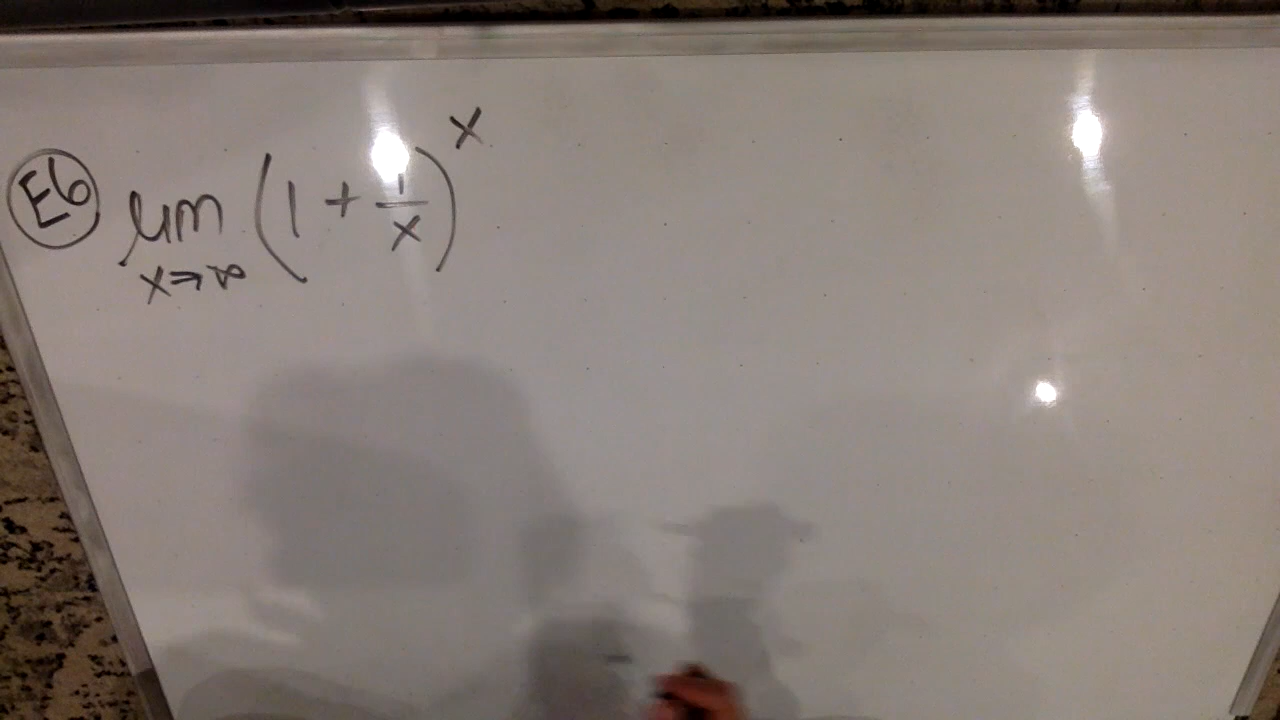 E6 lim (1 + 1/x)^x
x→∞